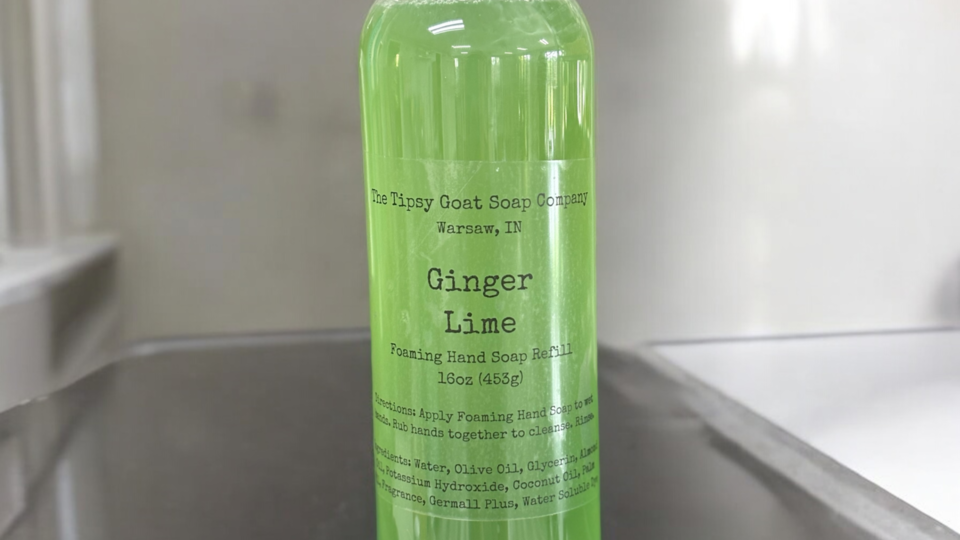 The Tipsy Goat Soap Company
Warsaw, IN
Ginger
Lime
Foaming Hand Soap Refill
16oz (453g)
Directions: Apply Foaming Hand Soap to wet
hands. Rub hands together to cleanse. Rinse.
Ingredients: Water, Olive Oil, Glycerin, Almond
Potassium Hydroxide, Coconut Oil, Palm
Fragrance, Germall Plus, Water Soluble